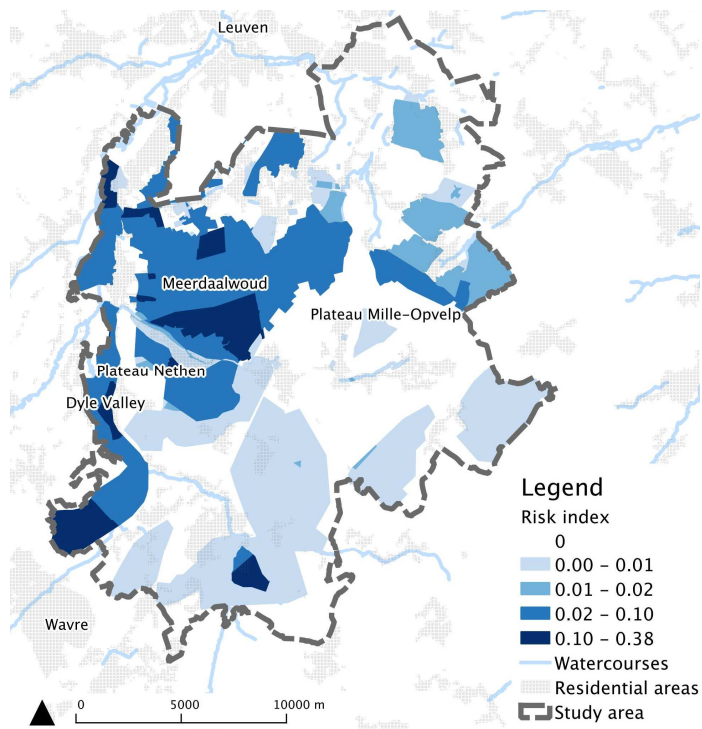 Leuven
Meerdaalwoud
Plateau Mille-Opvelp
Plateau Nethen
Dyle Valley
Wavre
Legend
Risk index
0
0.00 – 0.01
0.01 – 0.02
0.02 – 0.10
0.10 – 0.38
Watercourses
Residential areas
Study area
0 5000 10000 m